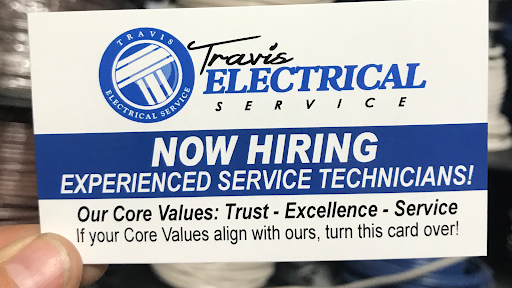 TRAVIS
ELECTRICAL SERVICE
Travis
ELECTRICAL
SERVICE
NOW HIRING
EXPERIENCED SERVICE TECHNICIANS!
Our Core Values: Trust - Excellence - Service
If your Core Values align with ours, turn this card over!